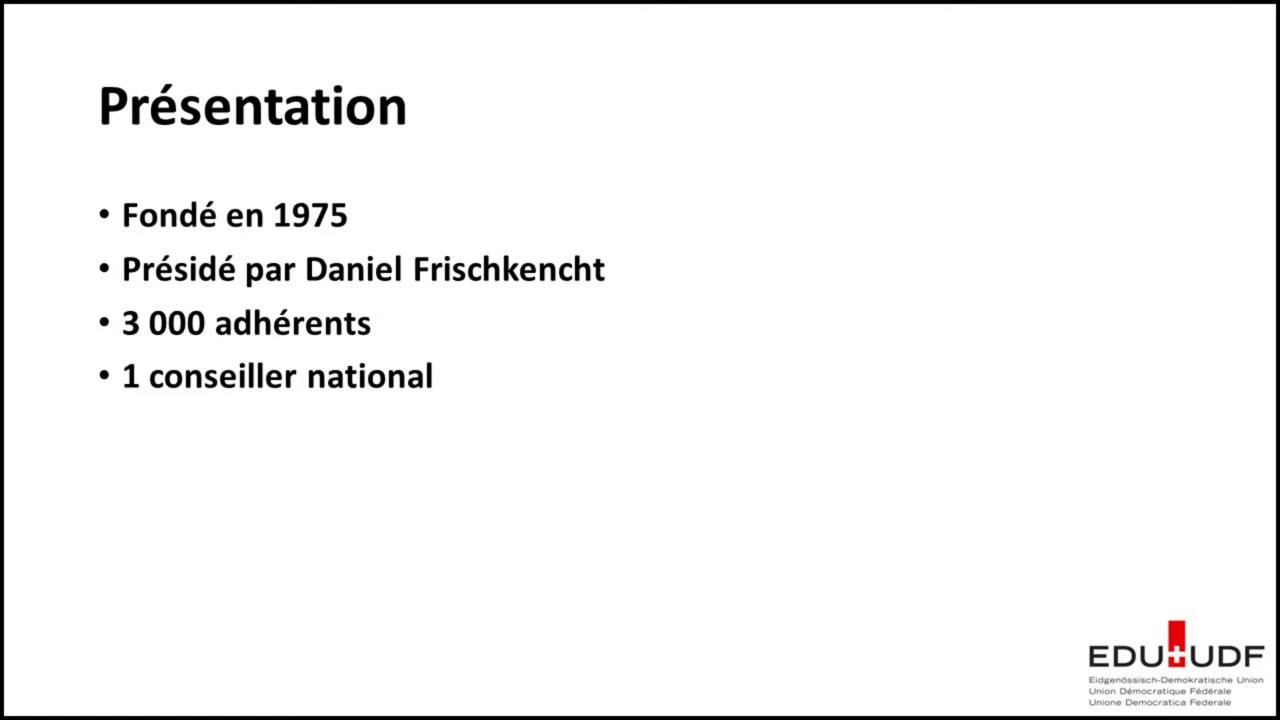 Présentation
• Fondé en 1975
• Présidé par Daniel Frischkencht
• 3 000 adhérents
• 1 conseiller national
EDU UDF
Eidgenössisch-Demokratische Union
Union Démocratique Fédérale
Unione Democratica Federale